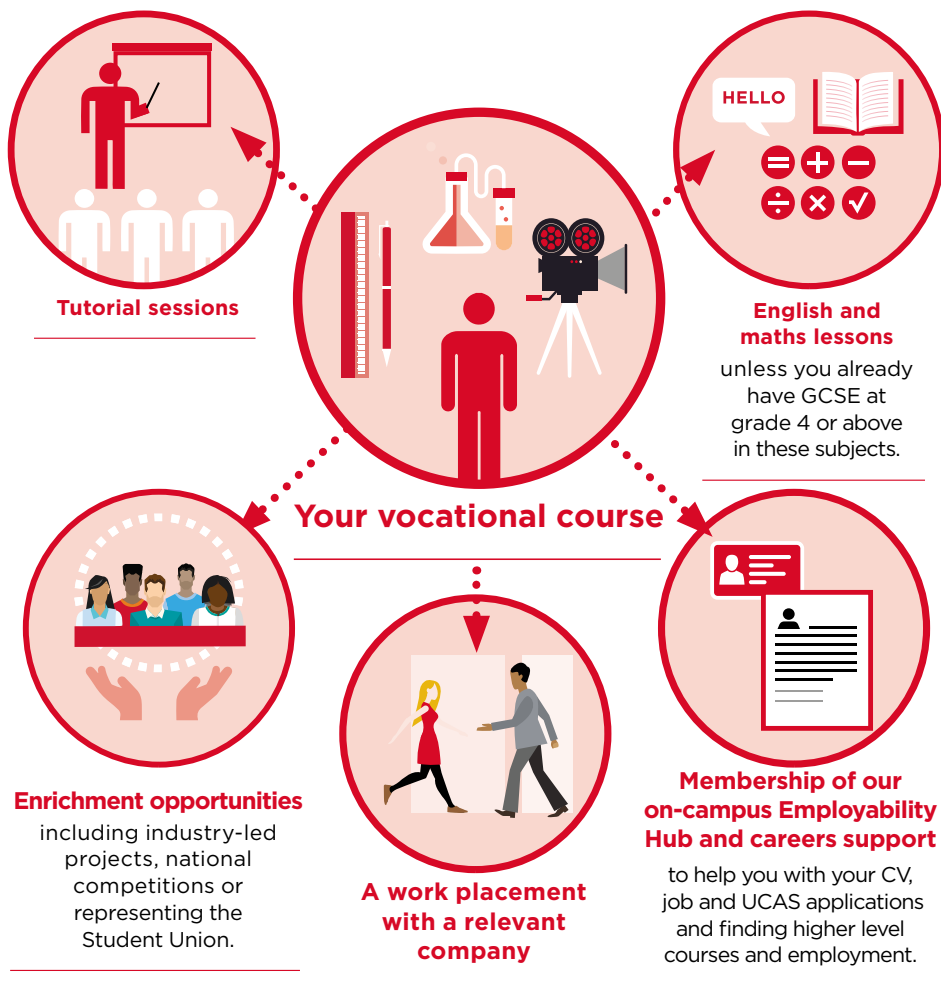 HELLO
Tutorial sessions
English and
maths lessons
unless you already
have GCSE at
grade 4 or above
in these subjects.
Your vocational course
Enrichment opportunities
including industry-led
projects, national
competitions or
representing the
Student Union.
A work placement
with a relevant
company
Membership of our
on-campus Employability
Hub and careers support
to help you with your CV,
job and UCAS applications
and finding higher level
courses and employment.